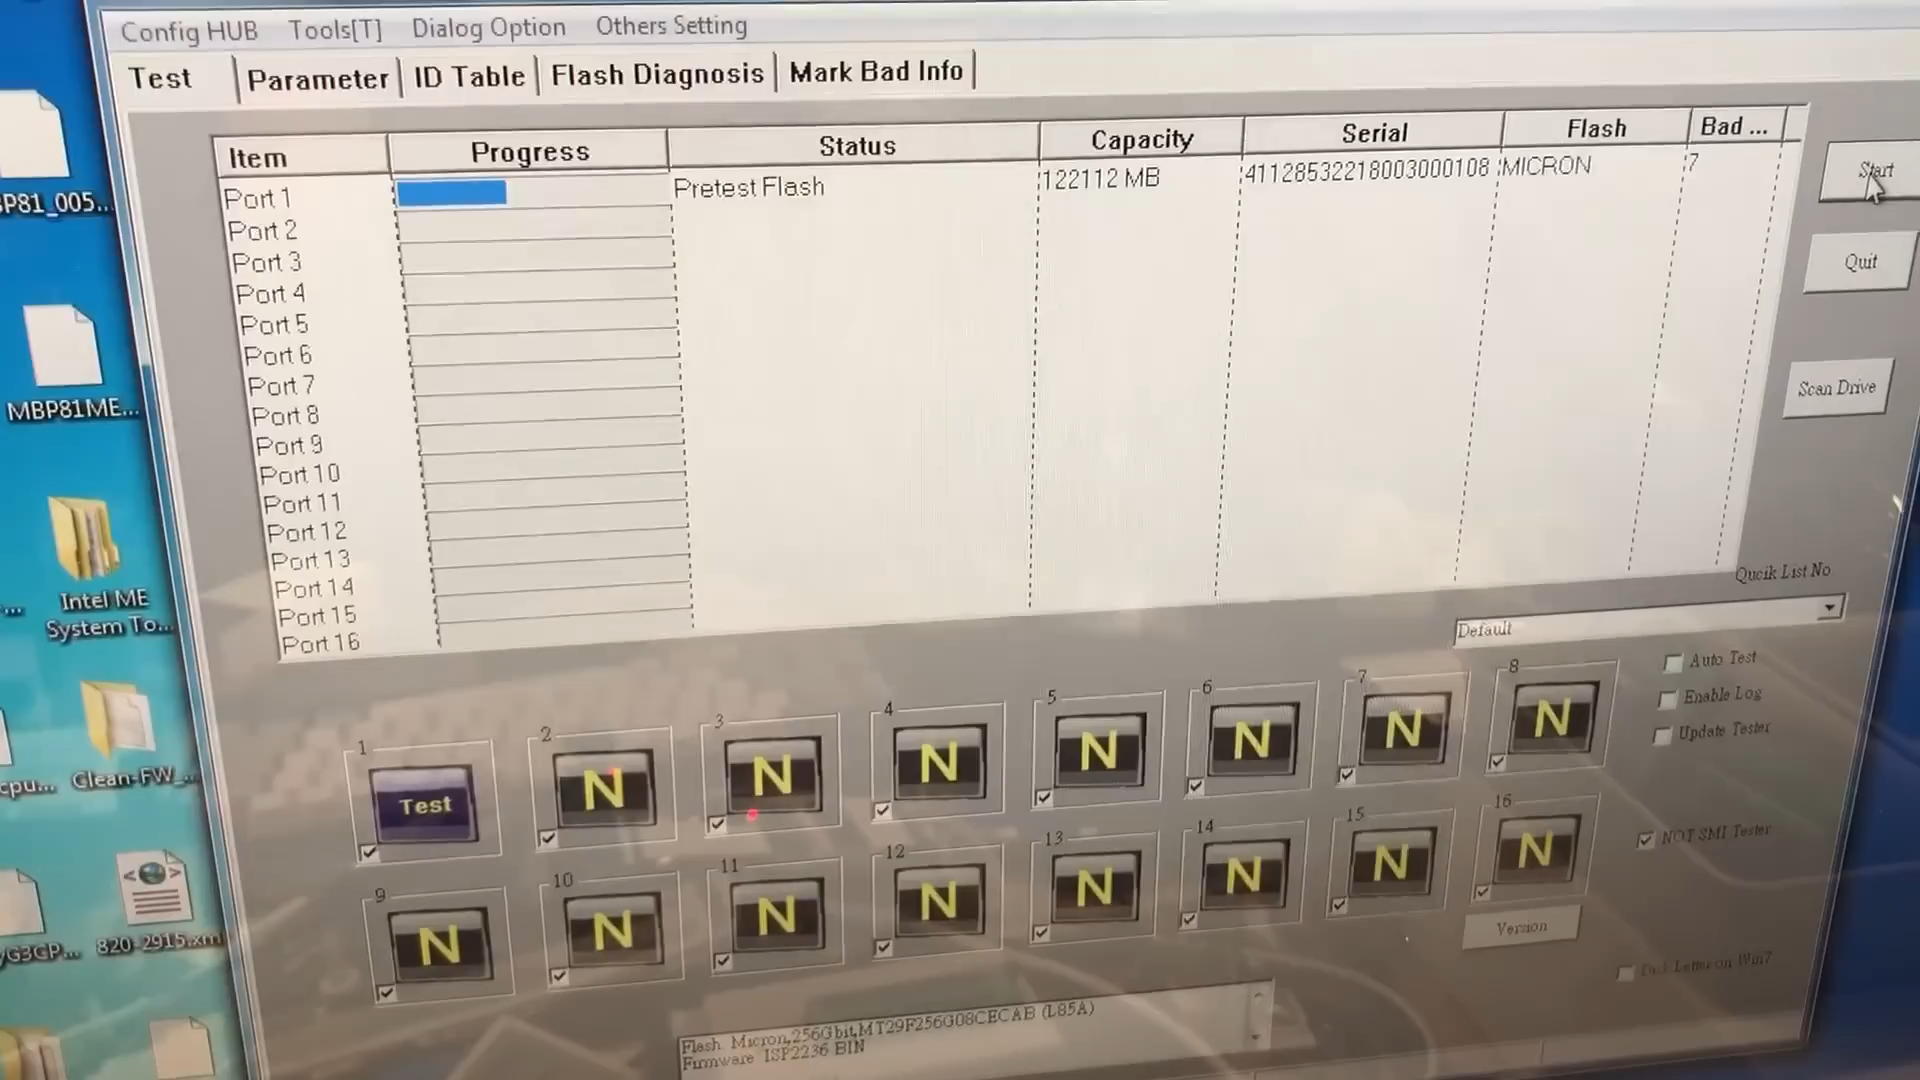 Config HUB Tools[T] Dialog Option Others Setting
Test Parameter ID Table Flash Diagnosis Mark Bad Info
Item Progress Status Capacity Serial Flash Bad ...
Port 1 Pretest Flash 122112 MB 411285322218003000108 MICRON 7
Port 2
Port 3
Port 4
Port 5
Port 6
Port 7
Port 8
Port 9
Port 10
Port 11
Port 12
Port 13
Port 14
Port 15
Port 16
Start
Quit
Scan Drive
Qucik List No
Default
Auto Test
Enable Log
Update Tester
NOT SMI Tester
Version
1 2 3 4 5 6 7 8
Test N N N N N N N
9 10 11 12 13 14 15 16
N N N N N N N N
Flash: Micron,256Gbit,MT29F256G08CECAB (L85A)
Firmware ISP2236 BIN
P81_005...
MBP81ME...
Intel ME
System To...
cpu... Clean-FW_...
G3CP... 820-2915.xml